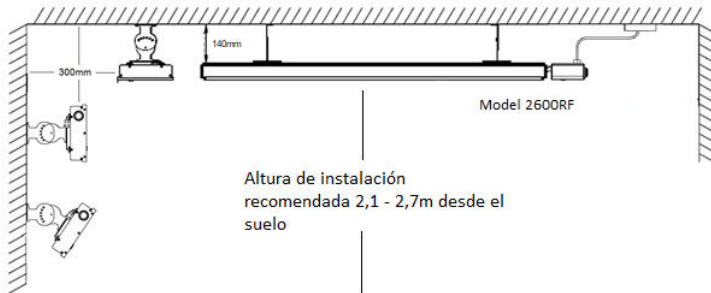 140mm
300mm
Model 2600RF
Altura de instalación
recomendada 2,1 - 2,7m desde el
suelo